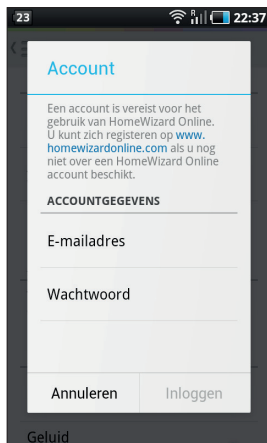 23
22:37
Account
Een account is vereist voor het
gebruik van HomeWizard Online.
U kunt zich registeren op www.
homewizardonline.com als u nog
niet over een HomeWizard Online
account beschikt.
ACCOUNTGEGEVENS
E-mailadres
Wachtwoord
Annuleren Inloggen
Geluid